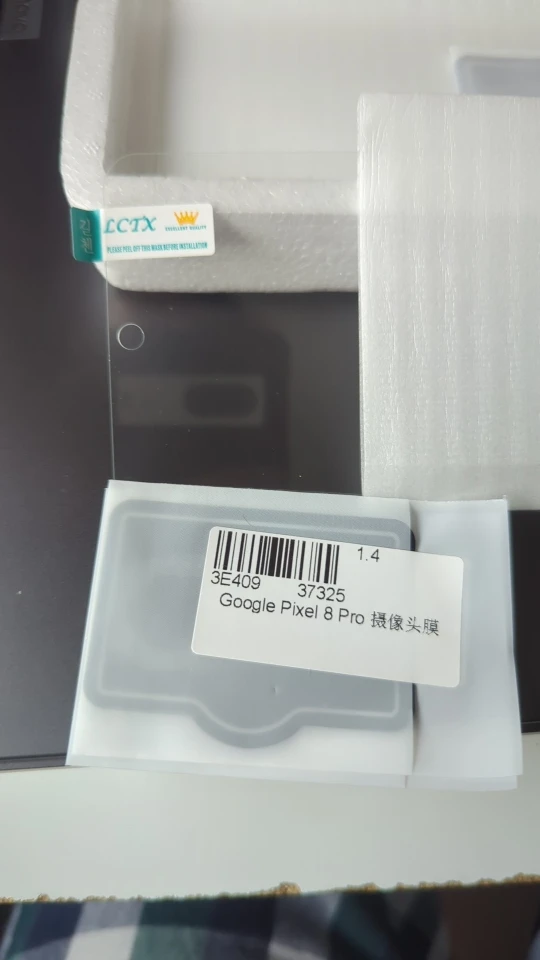 LCTX
EXCELLENT QUALITY
PLEASE PEEL OFF THIS MASK BEFORE INSTALLATION
1.4
3E409 37325
Google Pixel 8 Pro 摄像头膜